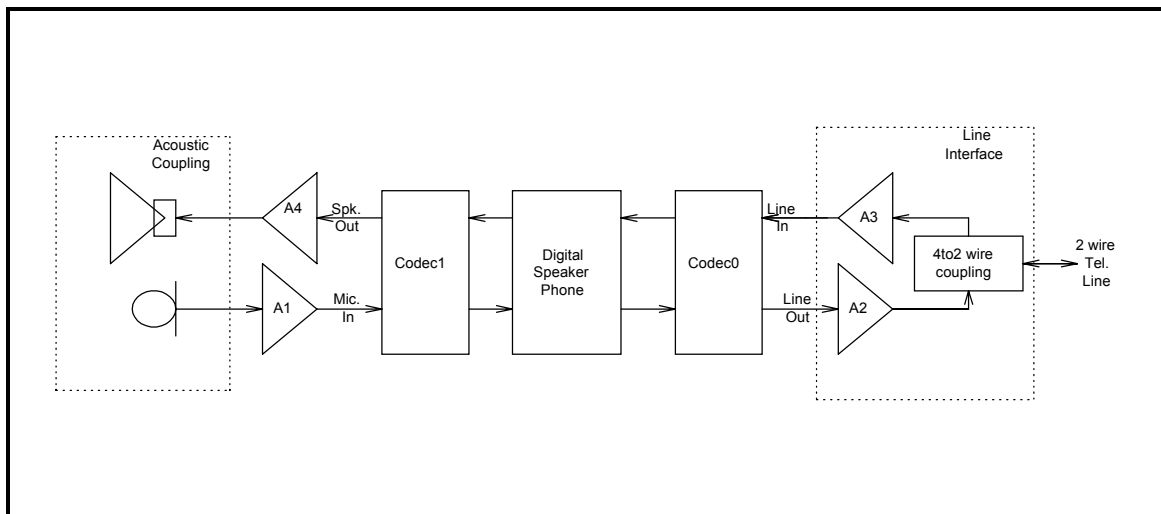 Acoustic
Coupling
Line
Interface
A4
Spk.
Out
Codec1
Digital
Speaker
Phone
Codec0
Line
In
A3
4to2 wire
coupling
2 wire
Tel.
Line
A1
Mic.
In
Line
Out
A2